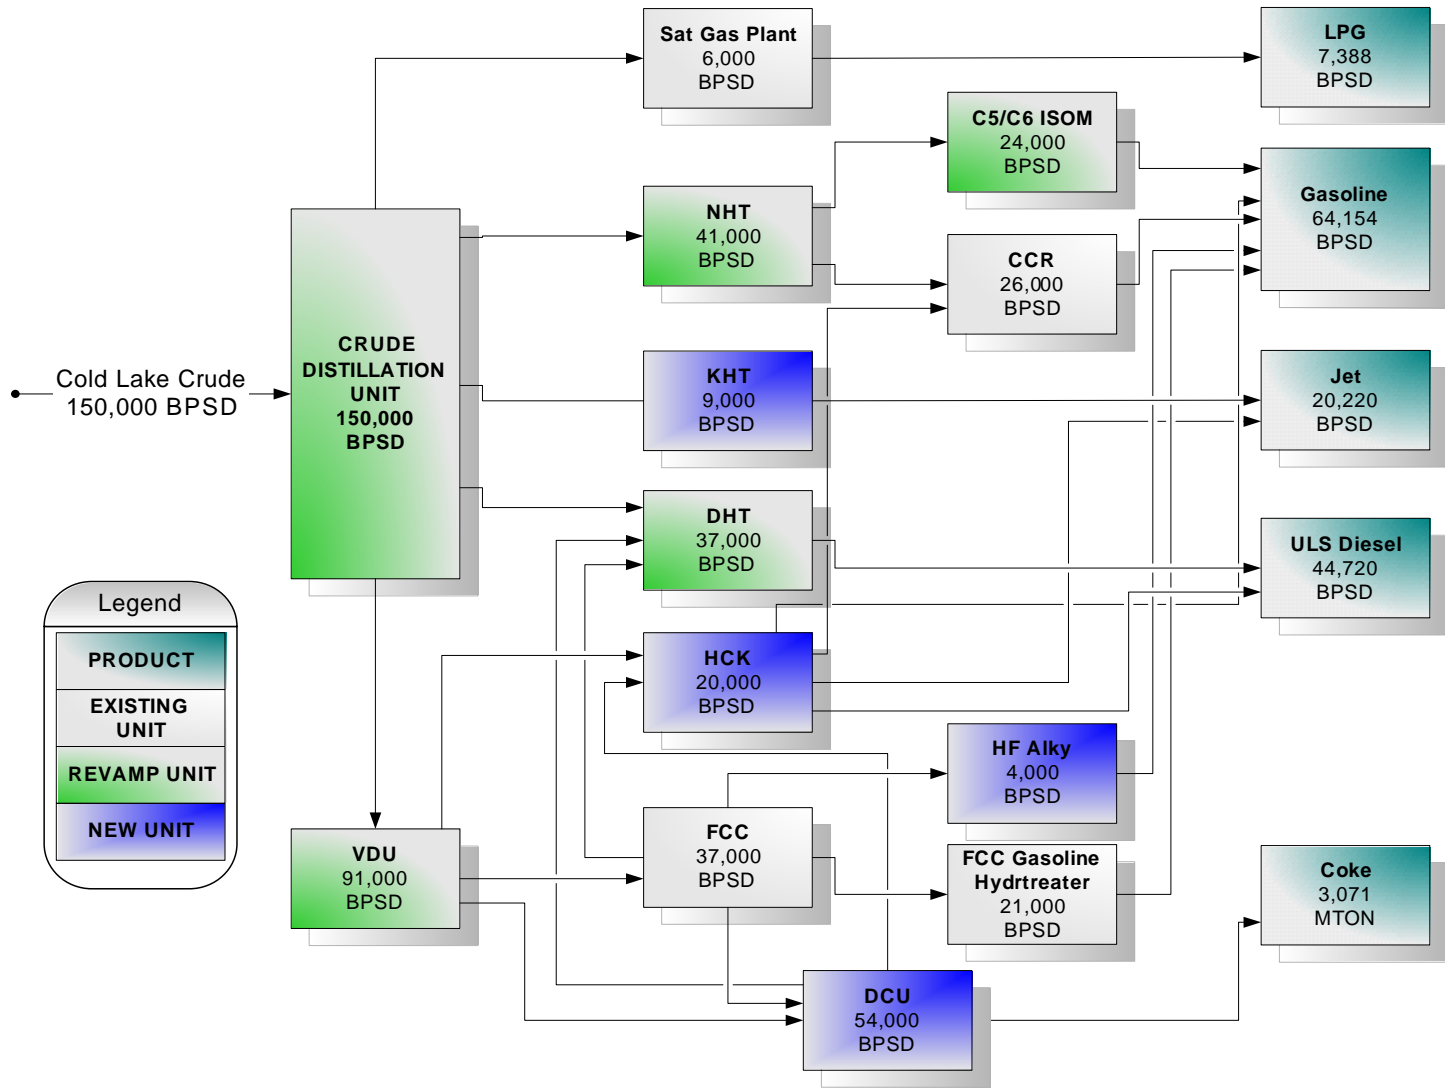 Sat Gas Plant
6,000
BPSD
LPG
7,388
BPSD
C5/C6 ISOM
24,000
BPSD
NHT
41,000
BPSD
Gasoline
64,154
BPSD
CCR
26,000
BPSD
CRUDE
DISTILLATION
UNIT
150,000
BPSD
Cold Lake Crude
150,000 BPSD
KHT
9,000
BPSD
Jet
20,220
BPSD
DHT
37,000
BPSD
ULS Diesel
44,720
BPSD
Legend
PRODUCT
EXISTING
UNIT
REVAMP UNIT
NEW UNIT
HCK
20,000
BPSD
HF Alky
4,000
BPSD
VDU
91,000
BPSD
FCC
37,000
BPSD
FCC Gasoline
Hydrtreater
21,000
BPSD
Coke
3,071
MTON
DCU
54,000
BPSD